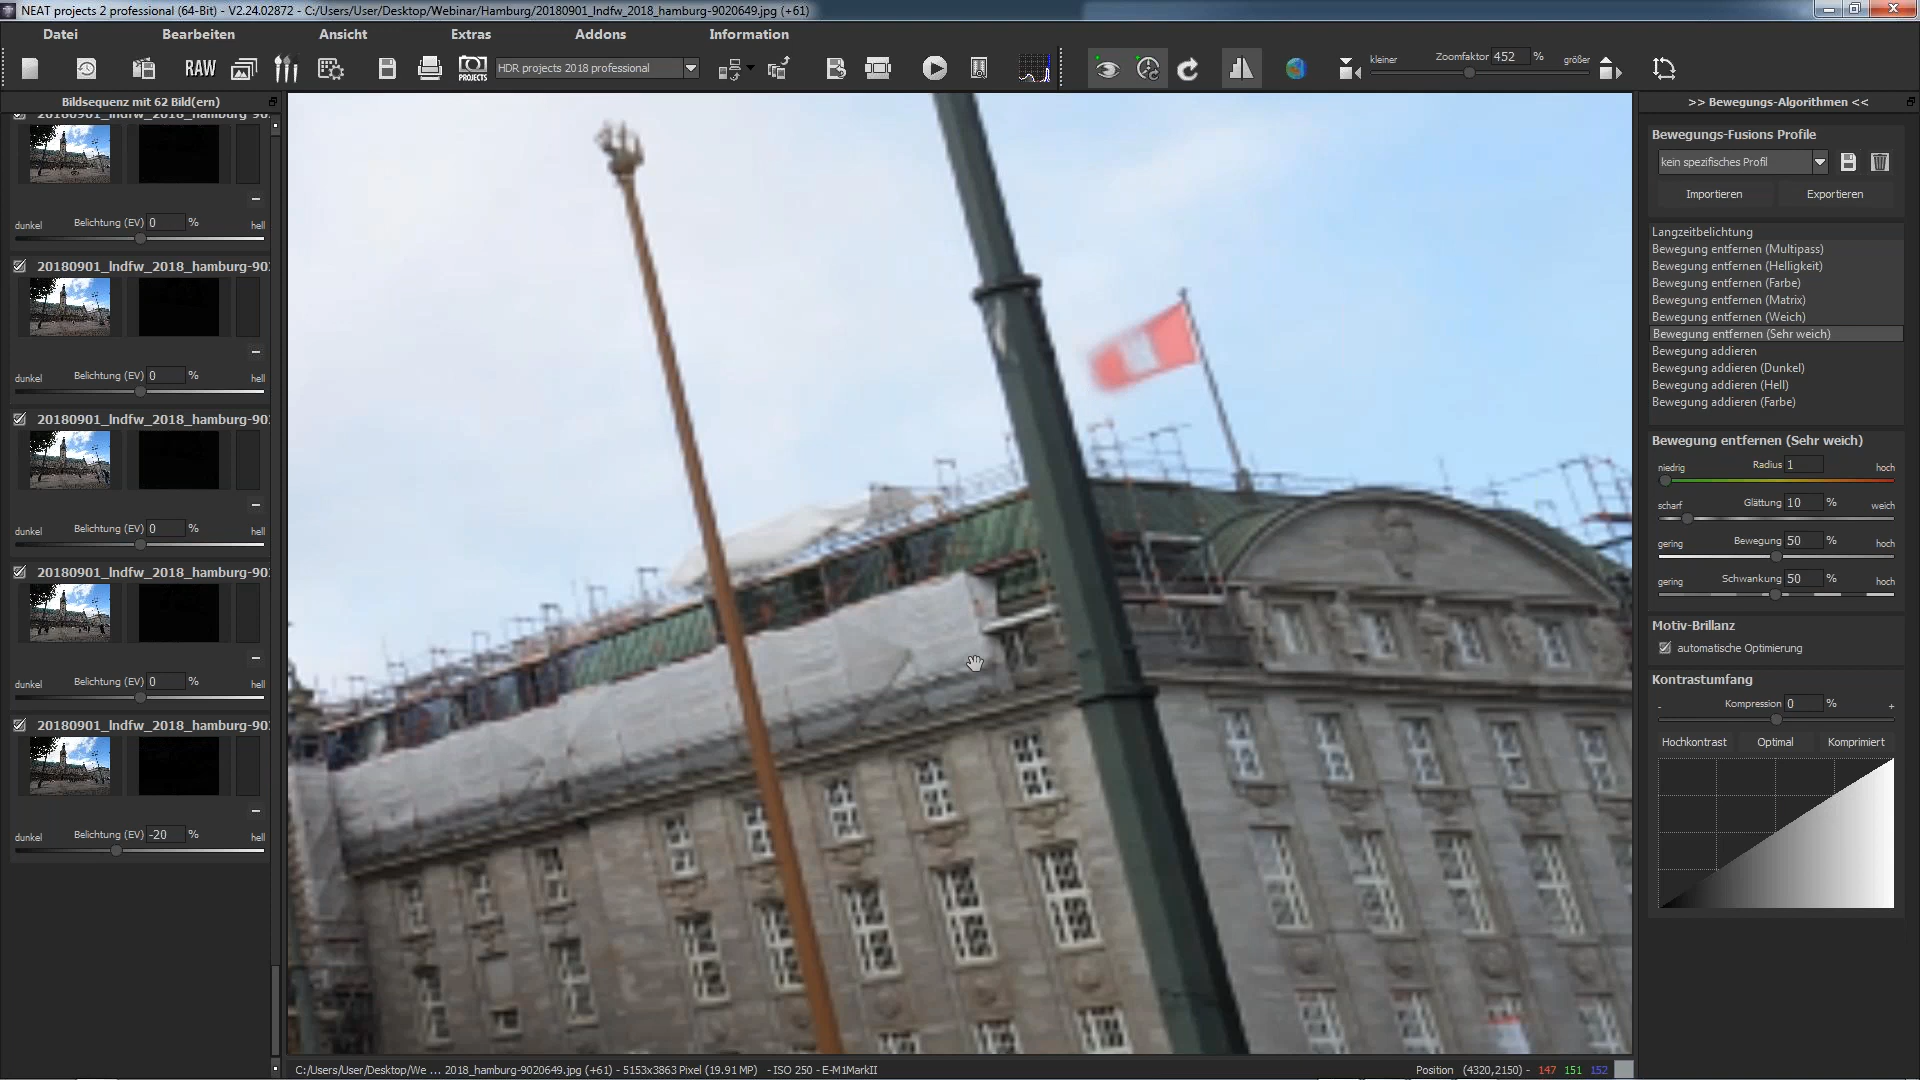 NEAT projects 2 professional (64-Bit) - V2.24.02872 - C:/Users/User/Desktop/Webinar/Hamburg/20180901_lndfw_2018_hamburg-9020649.jpg (+61)
Datei Bearbeiten Ansicht Extras Addons Information
RAW PROJECTS HDR projects 2018 professional kleiner Zoomfaktor 452 % größer
Bildsequenz mit 62 Bild(ern)
20180901_lndfw_2018_hamburg-90
dunkel Belichtung (EV) 0 % hell
20180901_lndfw_2018_hamburg-90
dunkel Belichtung (EV) 0 % hell
20180901_lndfw_2018_hamburg-90
dunkel Belichtung (EV) 0 % hell
20180901_lndfw_2018_hamburg-90
dunkel Belichtung (EV) 0 % hell
20180901_lndfw_2018_hamburg-90
dunkel Belichtung (EV) -20 % hell
>> Bewegungs-Algorithmen <<
Bewegungs-Fusions Profile
kein spezifisches Profil
Importieren Exportieren
Langzeitbelichtung
Bewegung entfernen (Multipass)
Bewegung entfernen (Helligkeit)
Bewegung entfernen (Farbe)
Bewegung entfernen (Matrix)
Bewegung entfernen (Weich)
Bewegung entfernen (Sehr weich)
Bewegung addieren
Bewegung addieren (Dunkel)
Bewegung addieren (Hell)
Bewegung addieren (Farbe)
Bewegung entfernen (Sehr weich)
niedrig Radius 1 hoch
scharf Glättung 10 % weich
gering Bewegung 50 % hoch
gering Schwankung 50 % hoch
Motiv-Brillanz
automatische Optimierung
Kontrastumfang
- Kompression 0 % +
Hochkontrast Optimal Komprimiert
C:/Users/User/Desktop/We ... 2018_hamburg-9020649.jpg (+61) - 5153x3863 Pixel (19.91 MP) - ISO 250 - E-M1MarkII
Position (4320,2150) - 147 151 152